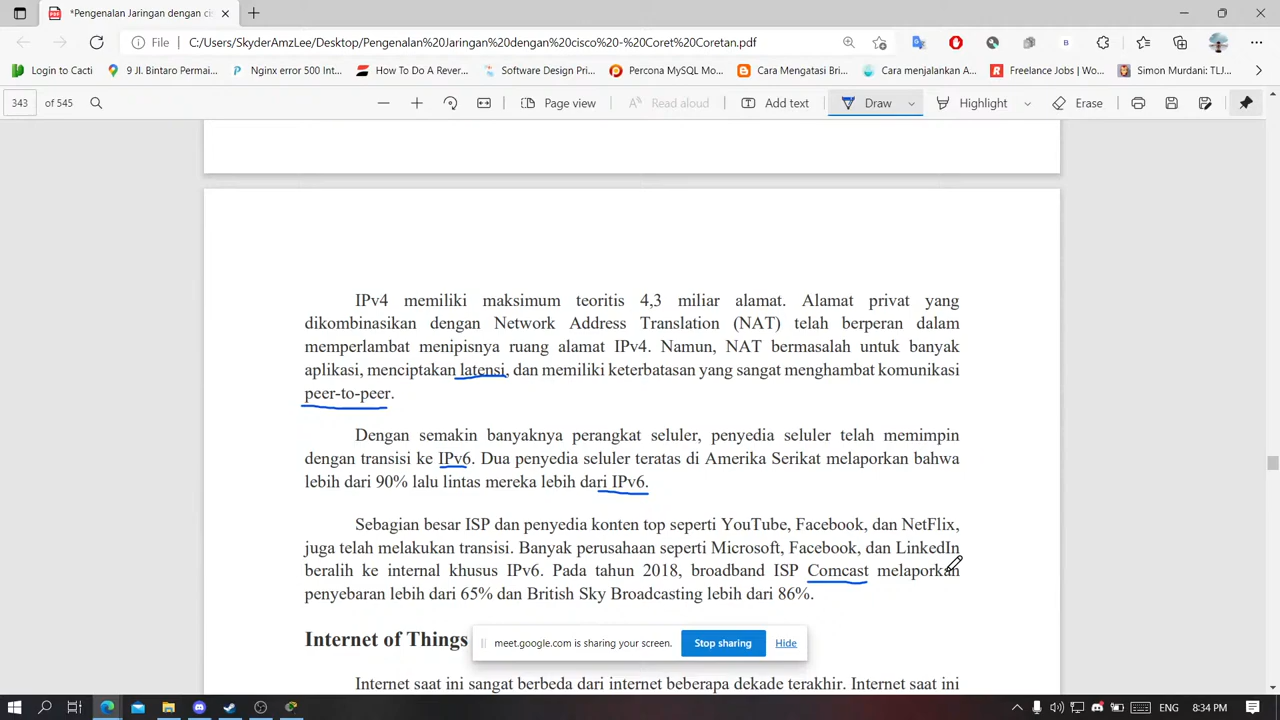 *Pengenalan Jaringan dengan cis
File
C:/Users/SkyderAmzLee/Desktop/Pengenalan%20Jaringan%20dengan%20cisco%20-%20Coret%20Coretan.pdf
Login to Cacti
9 Jl. Bintaro Permai...
Nginx error 500 Int...
How To Do A Rever...
Software Design Pri...
Percona MySQL Mo...
Cara Mengatasi Bri...
Cara menjalankan A...
Freelance Jobs | Wo...
Simon Murdani: TLJ...
343 of 545
Page view
Read aloud
Add text
Draw
Highlight
Erase
IPv4 memiliki maksimum teoritis 4,3 miliar alamat. Alamat privat yang
dikombinasikan dengan Network Address Translation (NAT) telah berperan dalam
memperlambat menipisnya ruang alamat IPv4. Namun, NAT bermasalah untuk banyak
aplikasi, menciptakan latensi, dan memiliki keterbatasan yang sangat menghambat komunikasi
peer-to-peer.
Dengan semakin banyaknya perangkat seluler, penyedia seluler telah memimpin
dengan transisi ke IPv6. Dua penyedia seluler teratas di Amerika Serikat melaporkan bahwa
lebih dari 90% lalu lintas mereka lebih dari IPv6.
Sebagian besar ISP dan penyedia konten top seperti YouTube, Facebook, dan NetFlix,
juga telah melakukan transisi. Banyak perusahaan seperti Microsoft, Facebook, dan LinkedIn
beralih ke internal khusus IPv6. Pada tahun 2018, broadband ISP Comcast melaporkan
penyebaran lebih dari 65% dan British Sky Broadcasting lebih dari 86%.
Internet of Things
meet.google.com is sharing your screen.
Stop sharing
Hide
Internet saat ini sangat berbeda dari internet beberapa dekade terakhir. Internet saat ini
ENG
8:34 PM